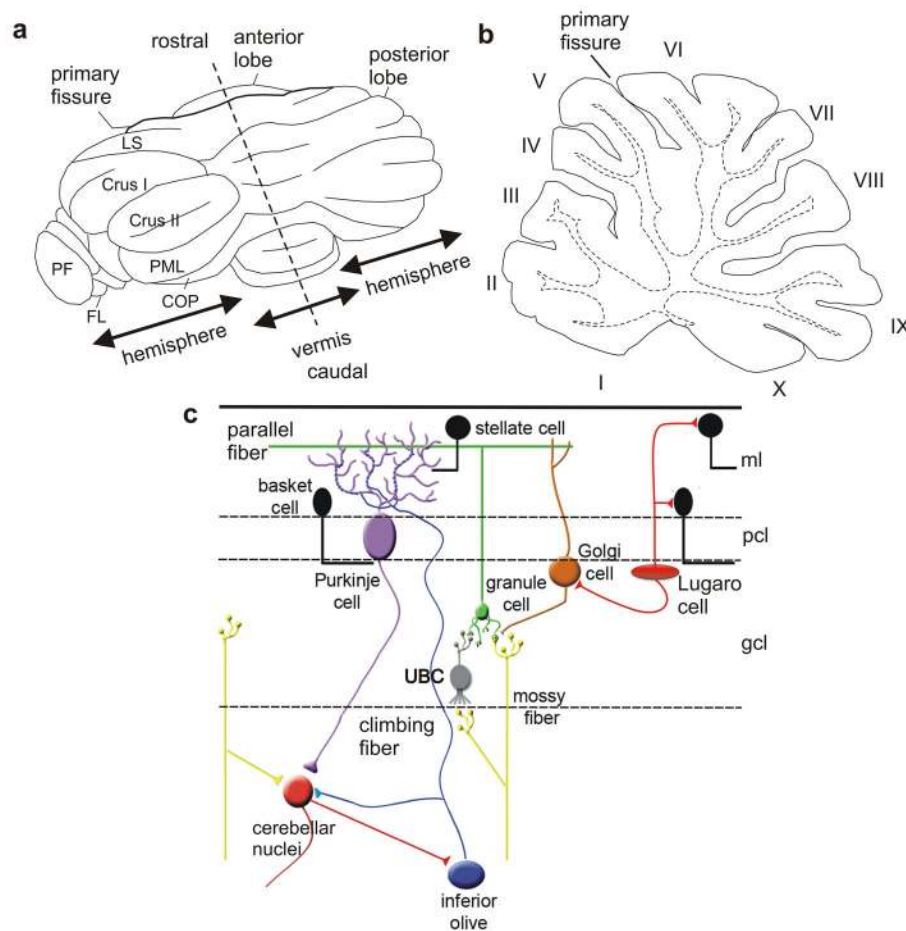 a
rostral
anterior
lobe
posterior
lobe
primary
fissure
LS
Crus I
Crus II
PF
PML
COP
FL
hemisphere
hemisphere
vermis
caudal
b
primary
fissure
VI
V
VII
IV
VIII
III
II
IX
I
X
c
parallel
fiber
stellate cell
ml
basket
cell
pcl
Purkinje
cell
granule
cell
Golgi
cell
Lugaro
cell
gcl
UBC
mossy
fiber
climbing
fiber
cerebellar
nuclei
inferior
olive